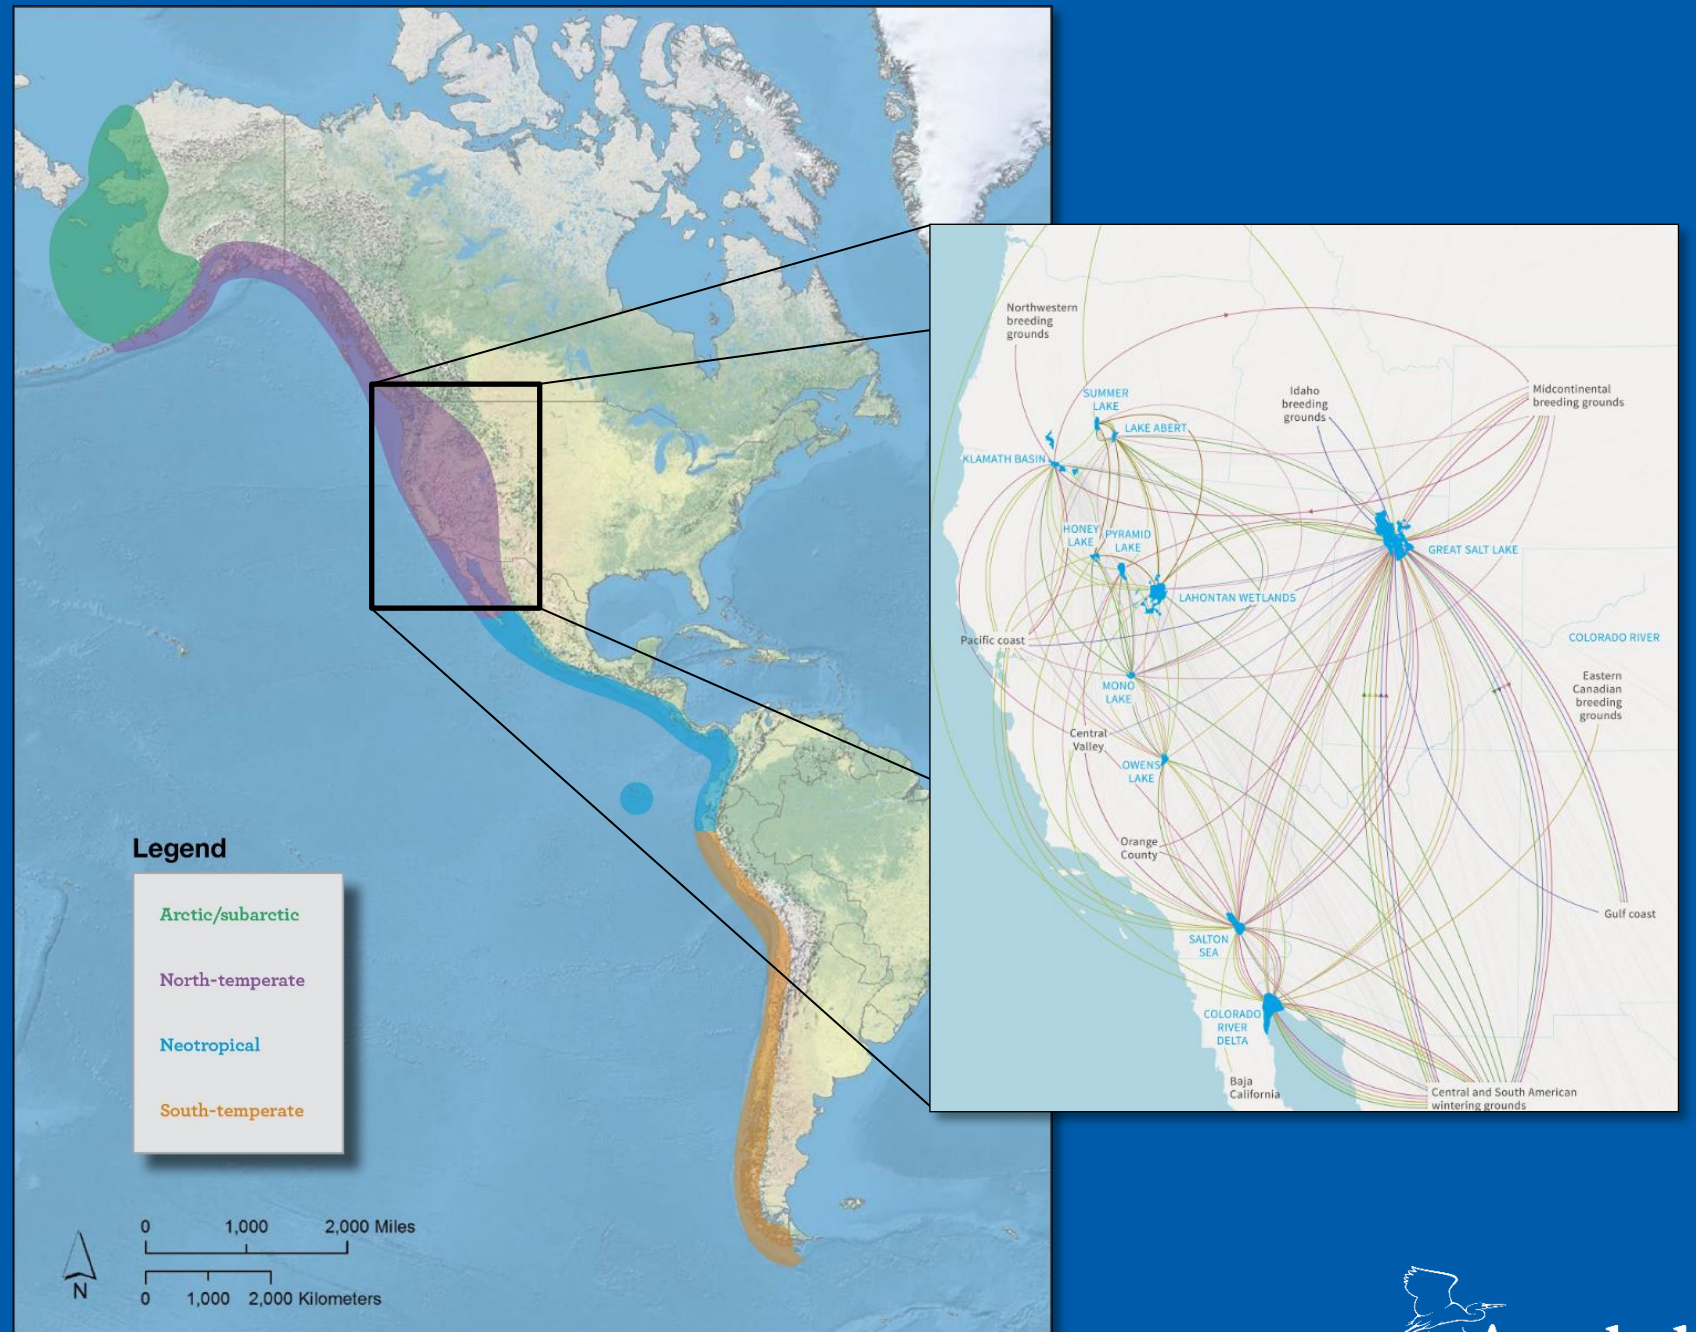 Legend
Arctic/subarctic
North-temperate
Neotropical
South-temperate
0 1,000 2,000 Miles
N
0 1,000 2,000 Kilometers
Northwestern
breeding
grounds
SUMMER
LAKE
LAKE ABERT
KLAMATH BASIN
Idaho
breeding
grounds
Midcontinental
breeding grounds
HONEY
LAKE
PYRAMID
LAKE
GREAT SALT LAKE
LAHONTAN WETLANDS
Pacific coast
COLORADO RIVER
MONO
LAKE
Eastern
Canadian
breeding
grounds
Central
Valley
OWENS
LAKE
Orange
County
Gulf coast
SALTON
SEA
COLORADO
RIVER
DELTA
Baja
California
Central and South American
wintering grounds